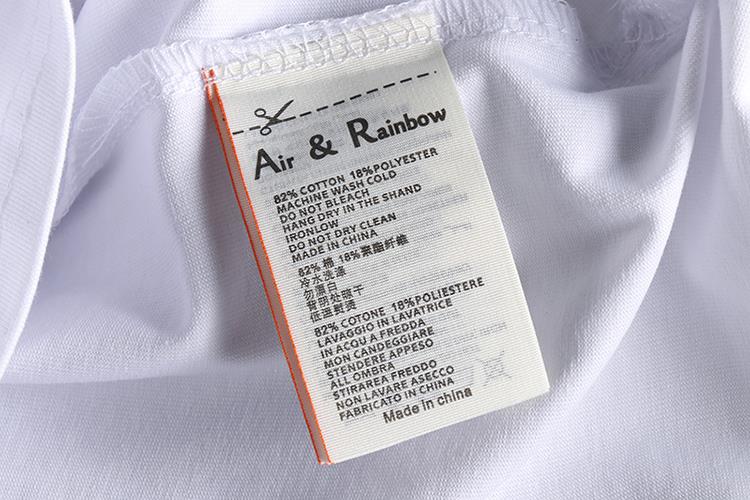 Air & Rainbow
82% COTTON 18%POLYESTER
MACHINE WASH COLD
DO NOT BLEACH
HANG DRY IN THE SHAND
IRONLOW
DO NOT DRY CLEAN
MADE IN CHINA
82% 棉 18%聚酯纤维
冷水洗涤
勿漂白
背阴处晾干
低温熨烫
82% COTONE 18%POLIESTERE
LAVAGGIO IN LAVATRICE
IN ACQU A FREDDA
MON CANDEGGIARE
STENDERE APPESO
ALL OMBRA
STIRAREA FREDDO
NON LAVARE ASECCO
FABRICATO IN CHINA
Made in china